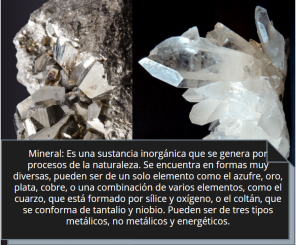 Mineral: Es una sustancia inorgánica que se genera por
procesos de la naturaleza. Se encuentra en formas muy
diversas, pueden ser de un solo elemento como el azufre, oro,
plata, cobre, o una combinación de varios elementos, como el
cuarzo, que está formado por sílice y oxígeno, o el coltán, que
se conforma de tantalio y niobio. Pueden ser de tres tipos
metálicos, no metálicos y energéticos.